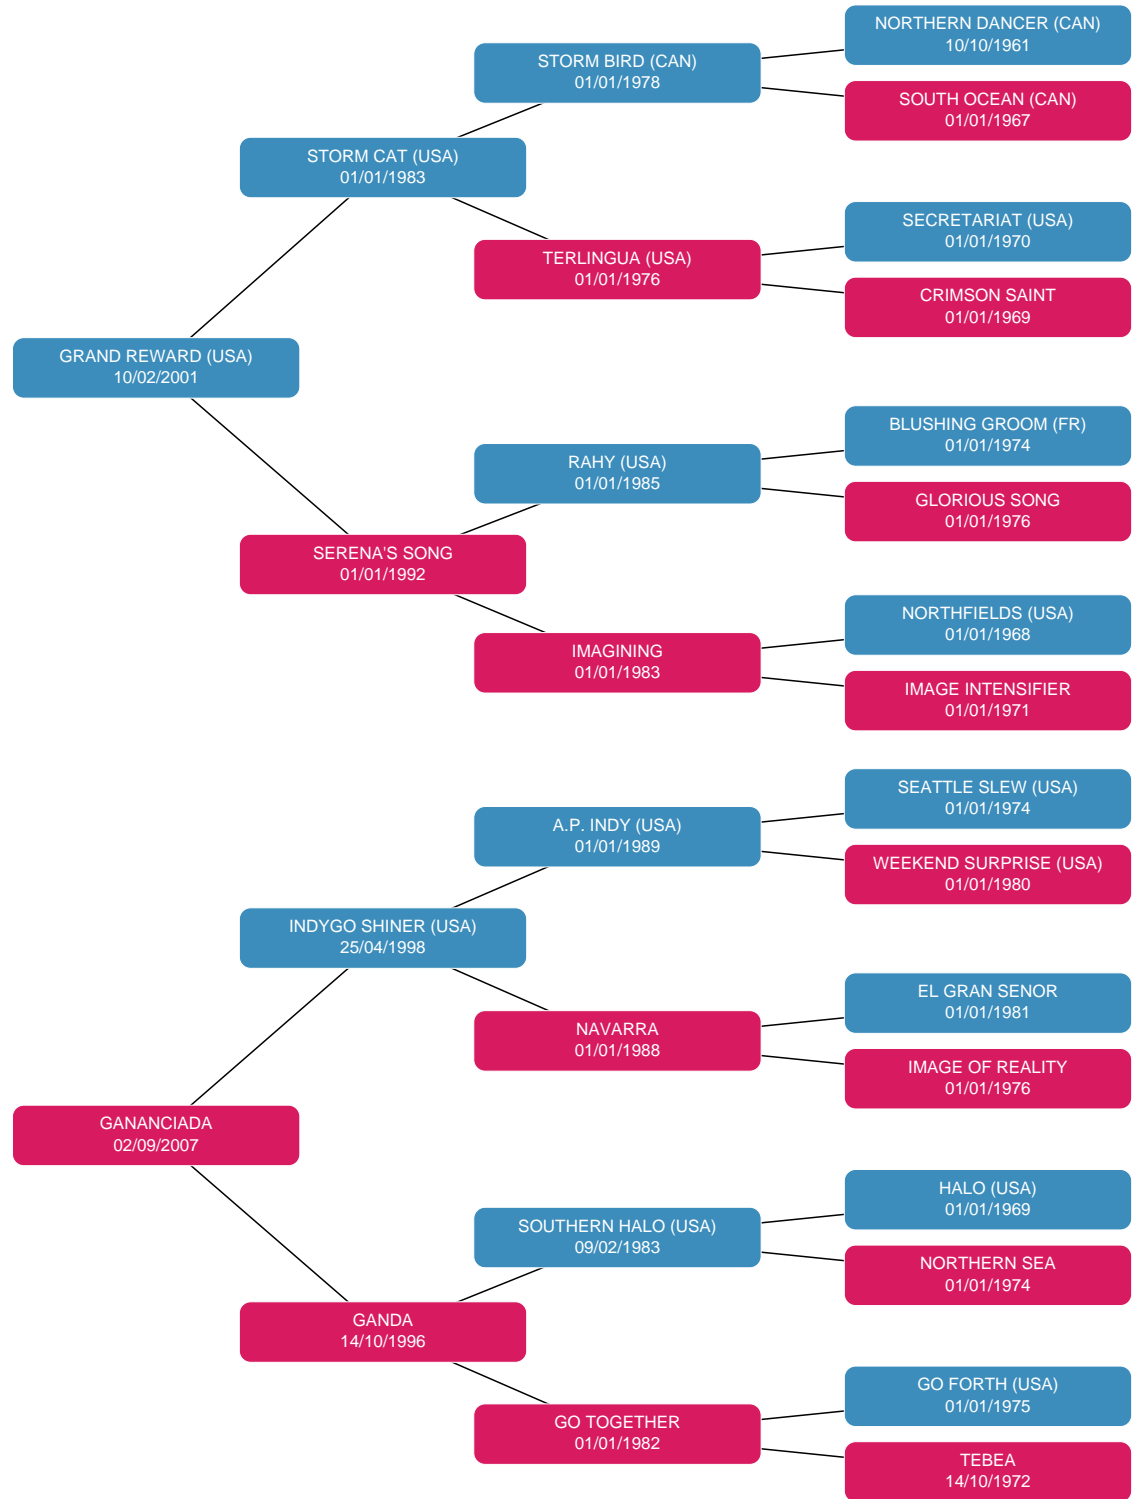 NORTHERN DANCER (CAN)
10/10/1961
STORM BIRD (CAN)
01/01/1978
SOUTH OCEAN (CAN)
01/01/1967
STORM CAT (USA)
01/01/1983
SECRETARIAT (USA)
01/01/1970
TERLINGUA (USA)
01/01/1976
CRIMSON SAINT
01/01/1969
GRAND REWARD (USA)
10/02/2001
BLUSHING GROOM (FR)
01/01/1974
RAHY (USA)
01/01/1985
GLORIOUS SONG
01/01/1976
SERENA'S SONG
01/01/1992
NORTHFIELDS (USA)
01/01/1968
IMAGINING
01/01/1983
IMAGE INTENSIFIER
01/01/1971
SEATTLE SLEW (USA)
01/01/1974
A.P. INDY (USA)
01/01/1989
WEEKEND SURPRISE (USA)
01/01/1980
INDYGO SHINER (USA)
25/04/1998
EL GRAN SENOR
01/01/1981
NAVARRA
01/01/1988
IMAGE OF REALITY
01/01/1976
GANANCIADA
02/09/2007
HALO (USA)
01/01/1969
SOUTHERN HALO (USA)
09/02/1983
NORTHERN SEA
01/01/1974
GANDA
14/10/1996
GO FORTH (USA)
01/01/1975
GO TOGETHER
01/01/1982
TEBEA
14/10/1972